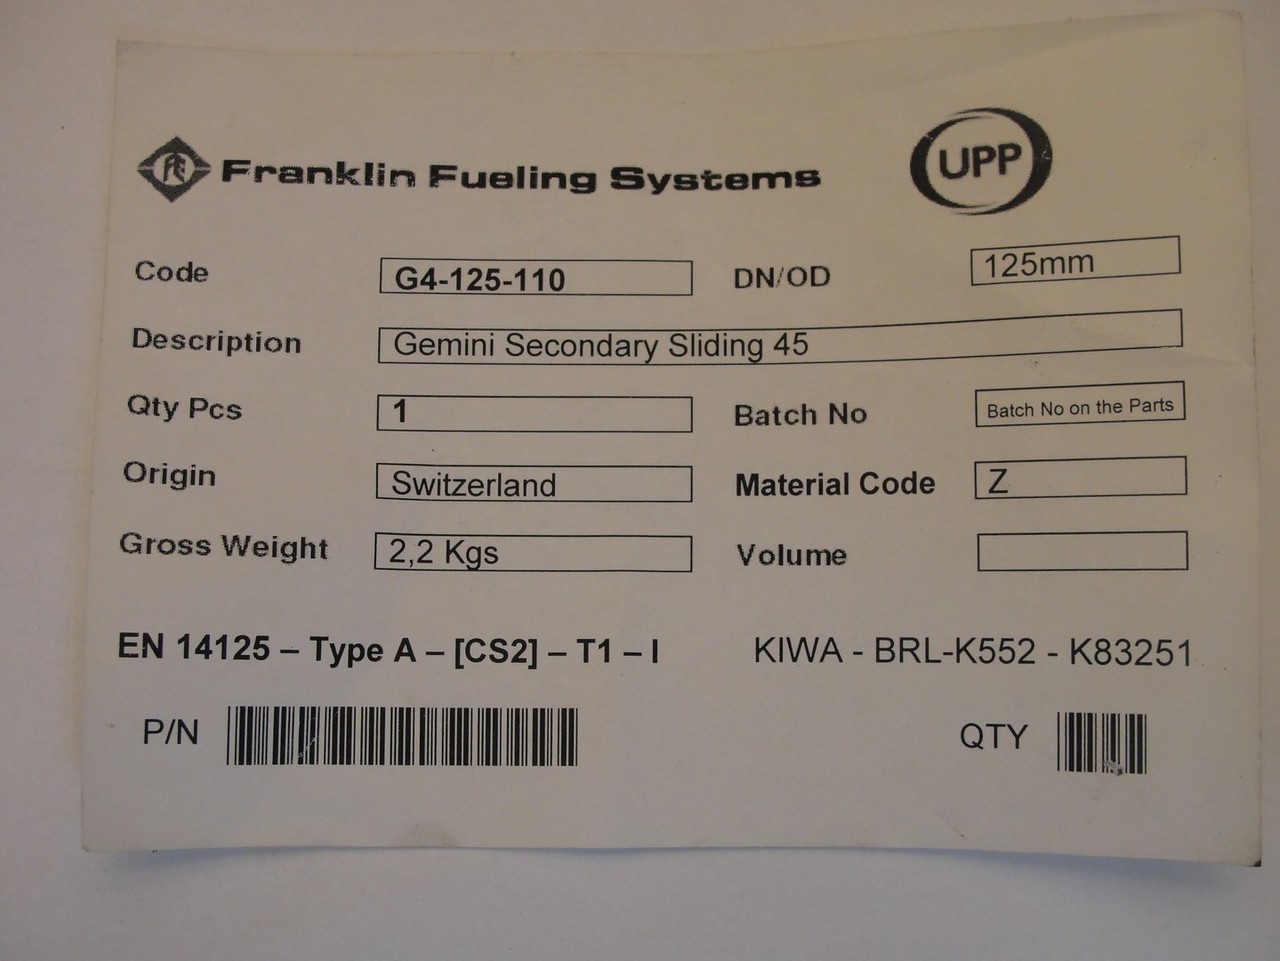 FE Franklin Fueling Systems UPP
Code G4-125-110 DN/OD 125mm
Description Gemini Secondary Sliding 45
Qty Pcs 1 Batch No Batch No on the Parts
Origin Switzerland Material Code Z
Gross Weight 2,2 Kgs Volume
EN 14125 – Type A – [CS2] – T1 – I KIWA - BRL-K552 - K83251
P/N QTY